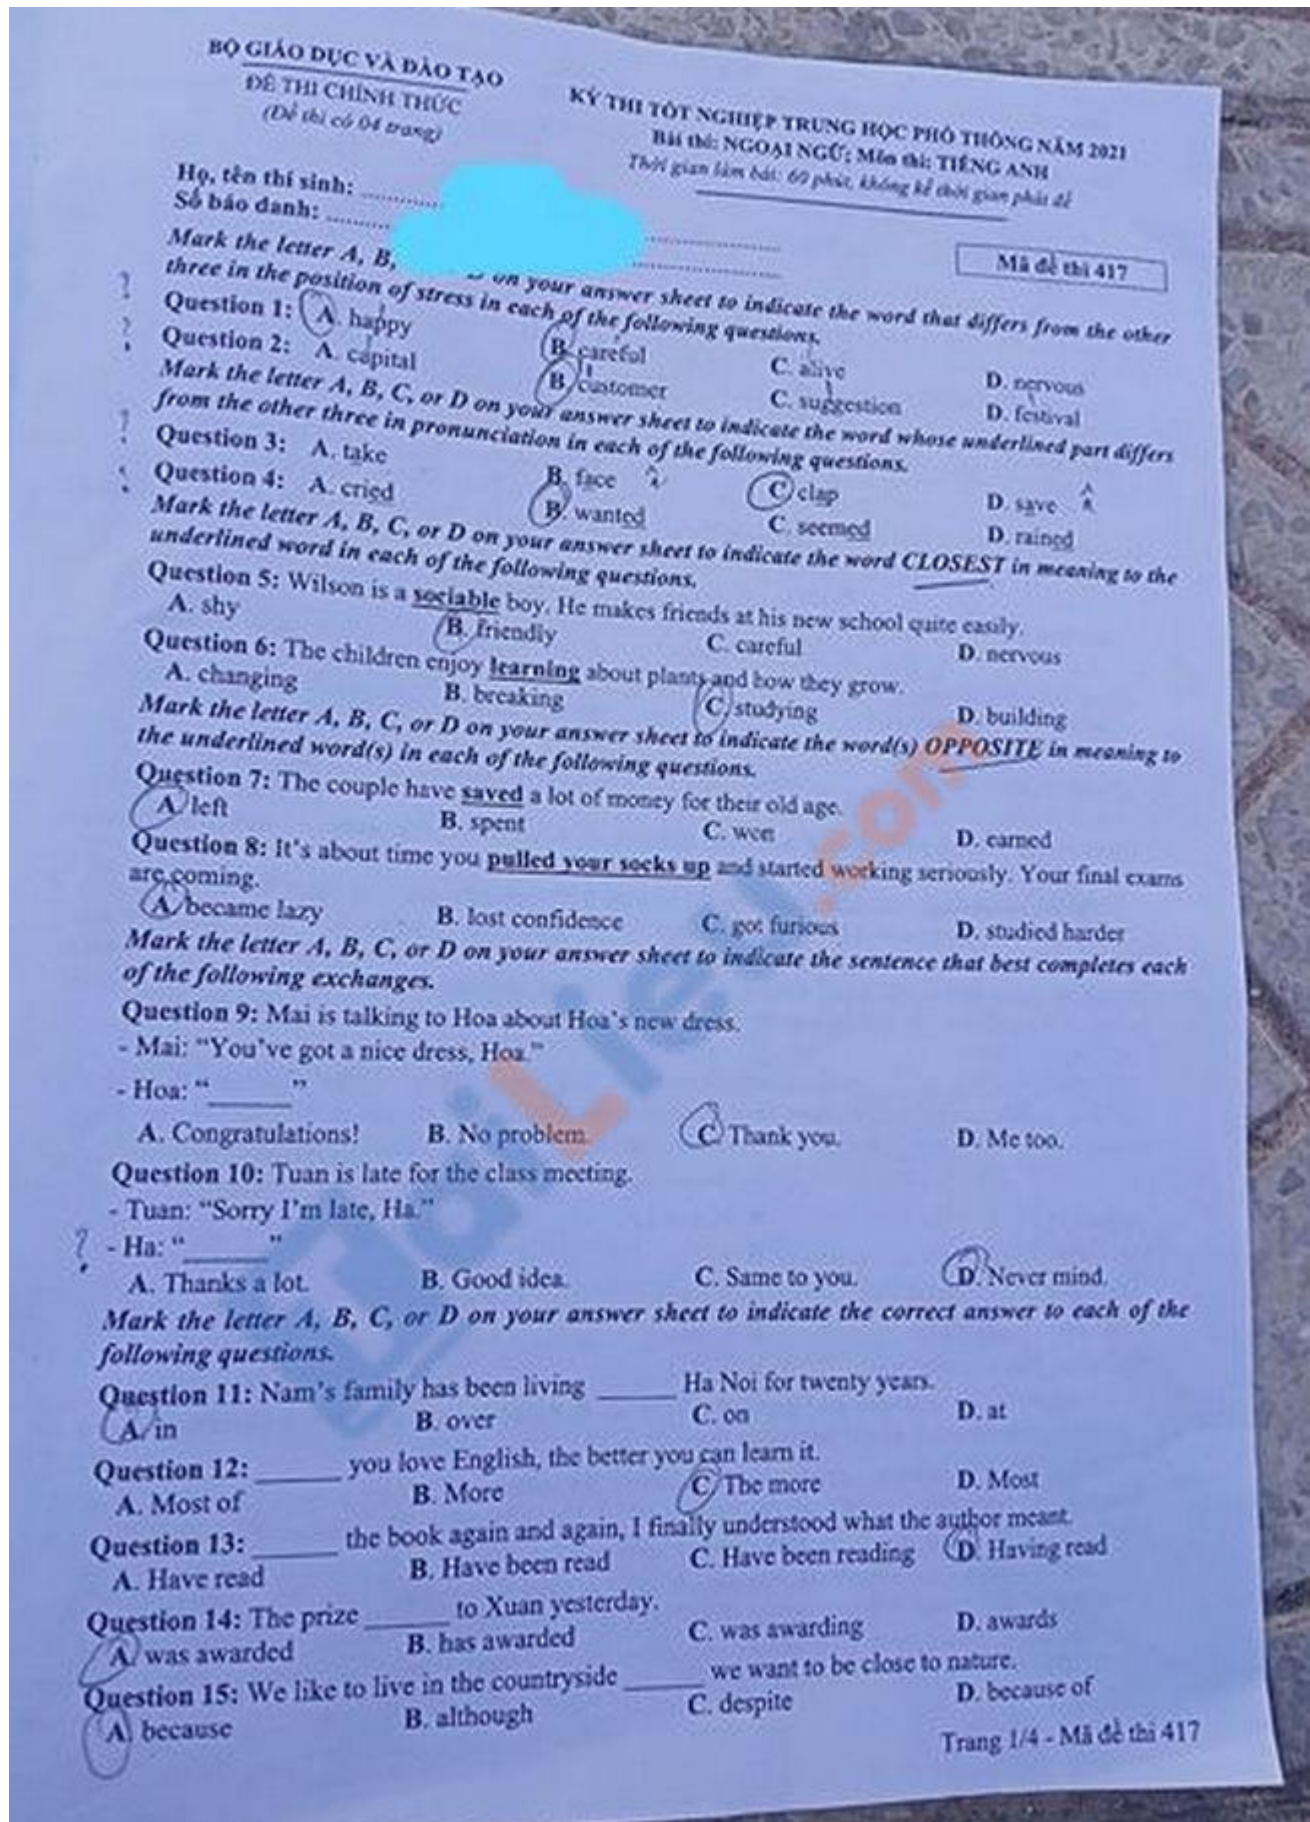 BỘ GIÁO DỤC VÀ ĐÀO TẠO
ĐỀ THI CHÍNH THỨC
(Đề thi có 04 trang)
KỲ THI TỐT NGHIỆP TRUNG HỌC PHỔ THÔNG NĂM 2021
Bài thi: NGOẠI NGỮ; Môn thi: TIẾNG ANH
Thời gian làm bài: 60 phút, không kể thời gian phát đề
Họ, tên thí sinh:
Số báo danh:
Mã đề thi 417
Mark the letter A, B, D on your answer sheet to indicate the word that differs from the other
three in the position of stress in each of the following questions.
Question 1: A. happy B. careful C. alive D. nervous
Question 2: A. capital B. customer C. suggestion D. festival
Mark the letter A, B, C, or D on your answer sheet to indicate the word whose underlined part differs
from the other three in pronunciation in each of the following questions.
Question 3: A. take B. face C. clap D. save
Question 4: A. cried B. wanted C. seemed D. rained
Mark the letter A, B, C, or D on your answer sheet to indicate the word CLOSEST in meaning to the
underlined word in each of the following questions.
Question 5: Wilson is a sociable boy. He makes friends at his new school quite easily.
A. shy B. friendly C. careful D. nervous
Question 6: The children enjoy learning about plants and how they grow.
A. changing B. breaking C. studying D. building
Mark the letter A, B, C, or D on your answer sheet to indicate the word(s) OPPOSITE in meaning to
the underlined word(s) in each of the following questions.
Question 7: The couple have saved a lot of money for their old age.
A. left B. spent C. won D. earned
Question 8: It's about time you pulled your socks up and started working seriously. Your final exams
are coming.
A. became lazy B. lost confidence C. got furious D. studied harder
Mark the letter A, B, C, or D on your answer sheet to indicate the sentence that best completes each
of the following exchanges.
Question 9: Mai is talking to Hoa about Hoa's new dress.
- Mai: "You've got a nice dress, Hoa."
- Hoa: "______"
A. Congratulations! B. No problem. C. Thank you. D. Me too.
Question 10: Tuan is late for the class meeting.
- Tuan: "Sorry I'm late, Ha."
? - Ha: "______"
A. Thanks a lot. B. Good idea. C. Same to you. D. Never mind.
Mark the letter A, B, C, or D on your answer sheet to indicate the correct answer to each of the
following questions.
Question 11: Nam's family has been living ______ Ha Noi for twenty years.
A. in B. over C. on D. at
Question 12: ______ you love English, the better you can learn it.
A. Most of B. More C. The more D. Most
Question 13: ______ the book again and again, I finally understood what the author meant.
A. Have read B. Have been read C. Have been reading D. Having read
Question 14: The prize ______ to Xuan yesterday.
A. was awarded B. has awarded C. was awarding D. awards
Question 15: We like to live in the countryside ______ we want to be close to nature.
A. because B. although C. despite D. because of
Trang 1/4 - Mã đề thi 417
TaiLieu.com